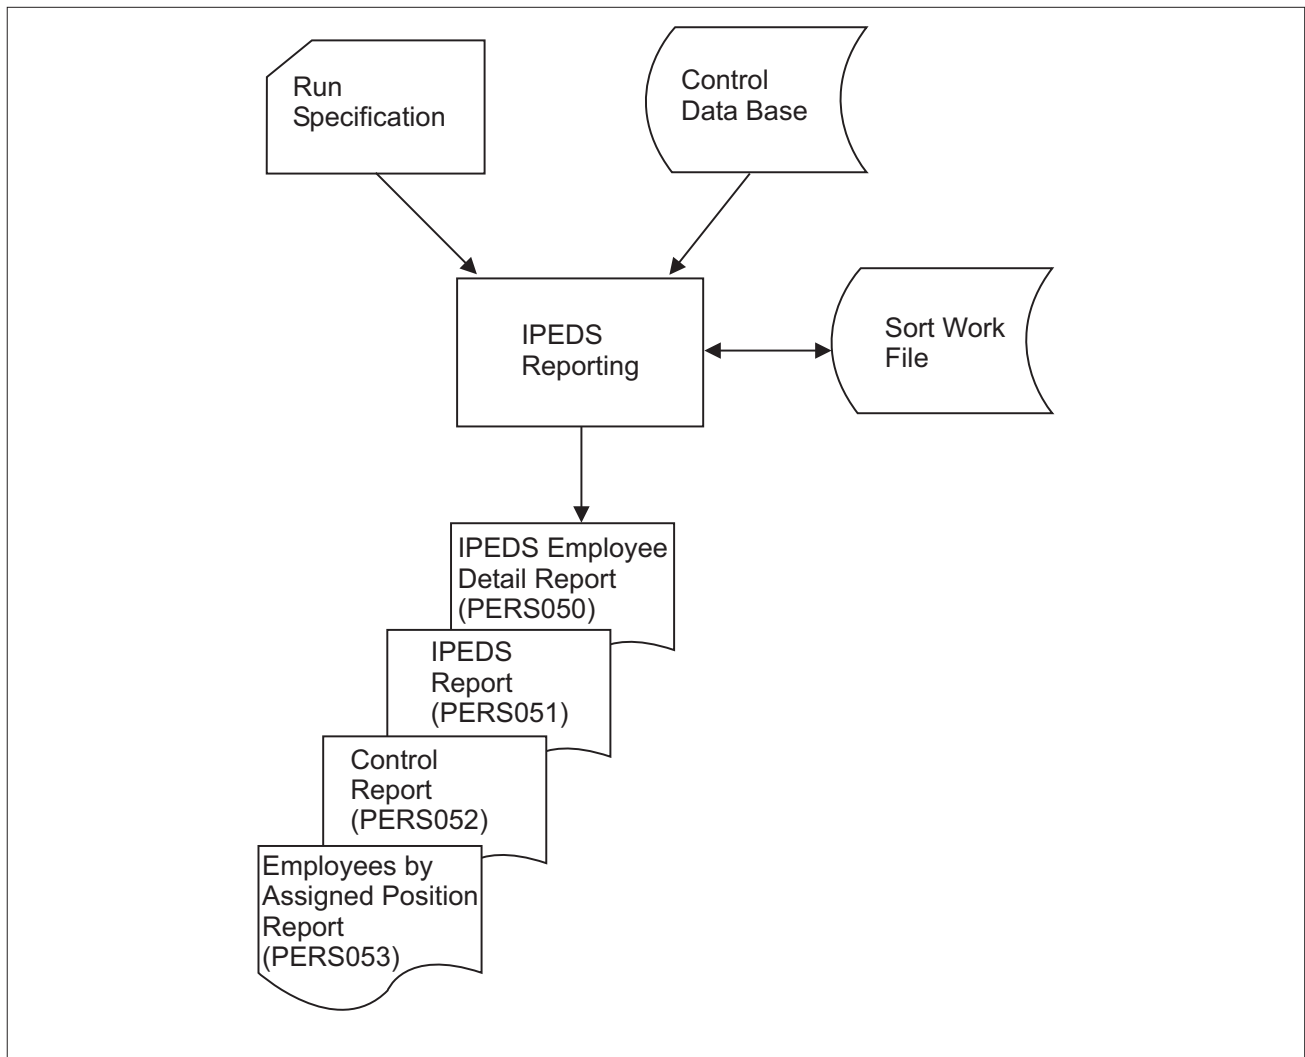 Run
Specification
Control
Data Base
IPEDS
Reporting
Sort Work
File
IPEDS Employee
Detail Report
(PERS050)
IPEDS
Report
(PERS051)
Control
Report
(PERS052)
Employees by
Assigned Position
Report
(PERS053)